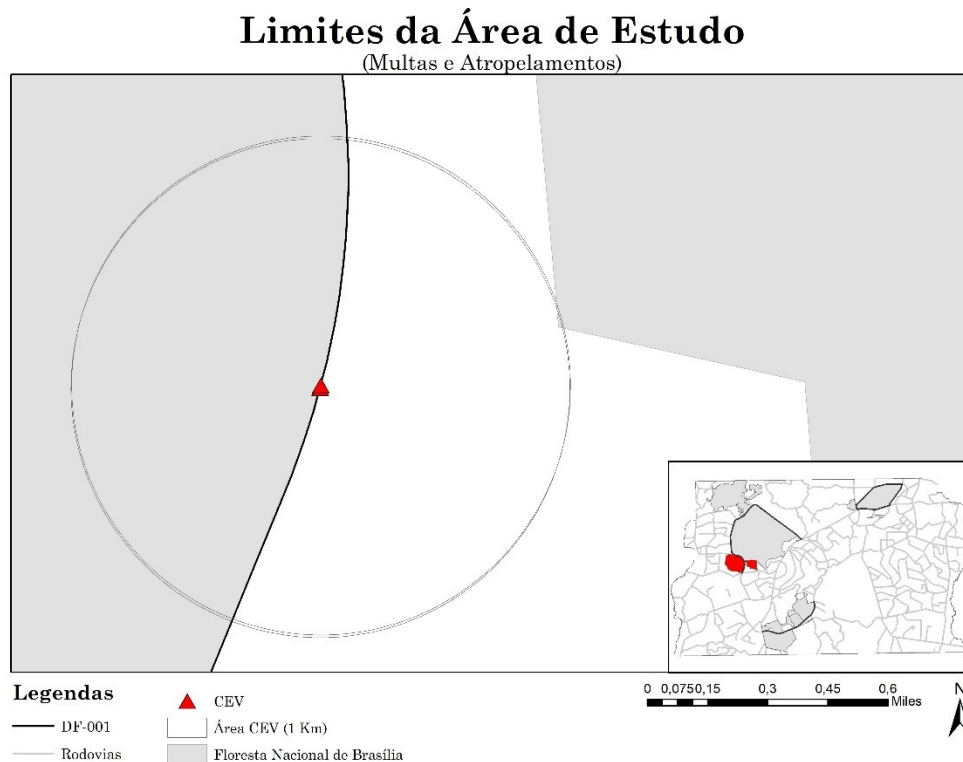 Limites da Área de Estudo
(Multas e Atropelamentos)
Legendas
DF-001
Rodovias
CEV
Área CEV (1 Km)
Floresta Nacional de Brasília
0 0,0750,15 0,3 0,45 0,6
Miles
N